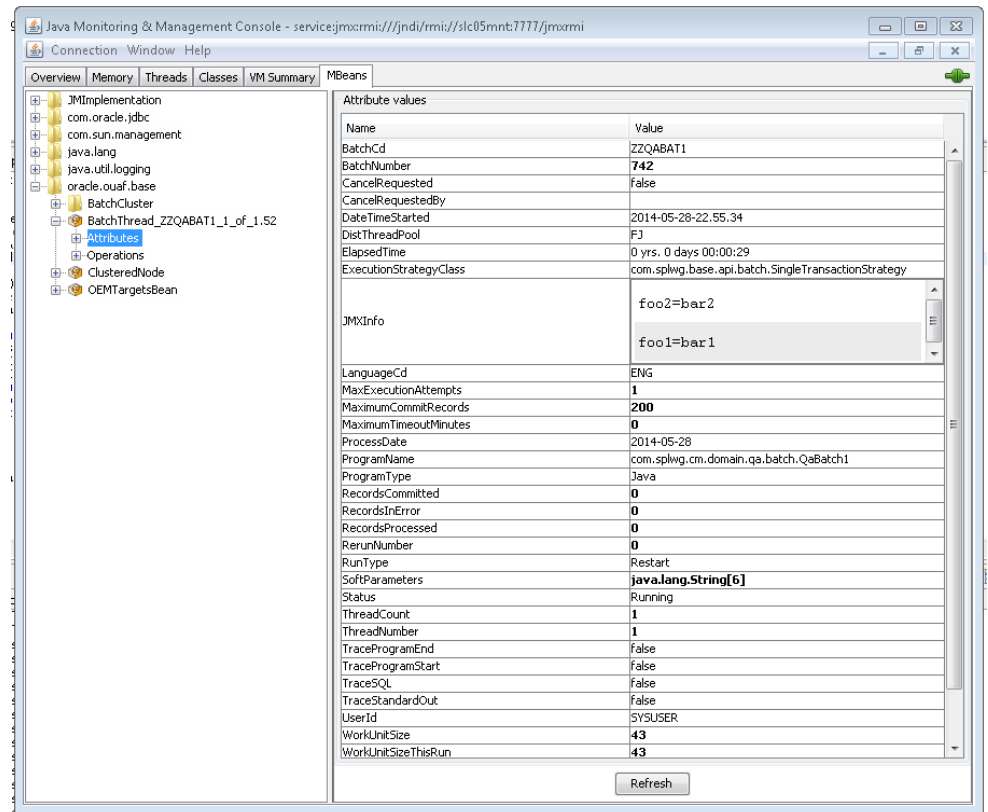 Java Monitoring & Management Console - service:jmx:rmi:///jndi/rmi://slc05mnt:7777/jmxrmi
Connection Window Help
Overview Memory Threads Classes VM Summary MBeans
JMImplementation
com.oracle.jdbc
com.sun.management
java.lang
java.util.logging
oracle.ouaf.base
BatchCluster
BatchThread_ZZQABAT1_1_of_1.52
Attributes
Operations
ClusteredNode
OEMTargetsBean
Attribute values
Name Value
BatchCd ZZQABAT1
BatchNumber 742
CancelRequested false
CancelRequestedBy
DateTimeStarted 2014-05-28-22.55.34
DistThreadPool FJ
ElapsedTime 0 yrs. 0 days 00:00:29
ExecutionStrategyClass com.splwg.base.api.batch.SingleTransactionStrategy
JMXInfo
foo2=bar2
foo1=bar1
LanguageCd ENG
MaxExecutionAttempts 1
MaximumCommitRecords 200
MaximumTimeoutMinutes 0
ProcessDate 2014-05-28
ProgramName com.splwg.cm.domain.qa.batch.QaBatch1
ProgramType Java
RecordsCommitted 0
RecordsInError 0
RecordsProcessed 0
RerunNumber 0
RunType Restart
SoftParameters java.lang.String[6]
Status Running
ThreadCount 1
ThreadNumber 1
TraceProgramEnd false
TraceProgramStart false
TraceSQL false
TraceStandardOut false
UserId SYSUSER
WorkUnitSize 43
WorkUnitSizeThisRun 43
Refresh